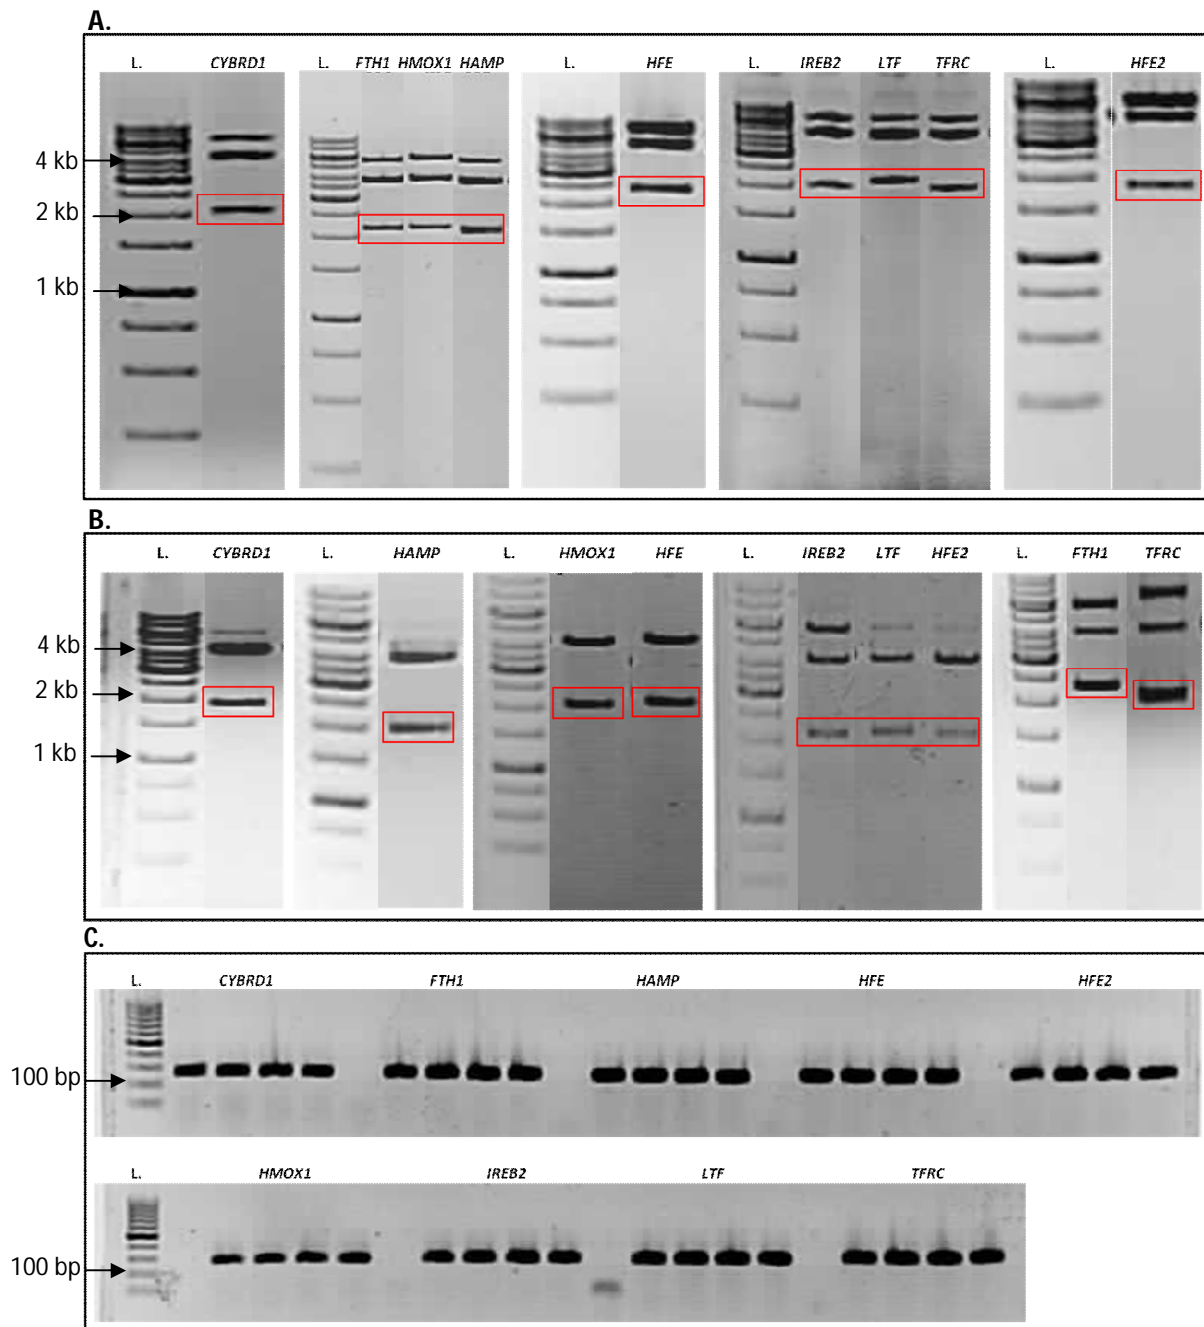 A.
L. CYBRD1 L. FTH1 HMOX1 HAMP L. HFE L. IREB2 LTF TFRC L. HFE2
4 kb
2 kb
1 kb
B.
L. CYBRD1 L. HAMP L. HMOX1 HFE L. IREB2 LTF HFE2 L. FTH1 TFRC
4 kb
2 kb
1 kb
C.
L. CYBRD1 FTH1 HAMP HFE HFE2
100 bp
L. HMOX1 IREB2 LTF TFRC
100 bp